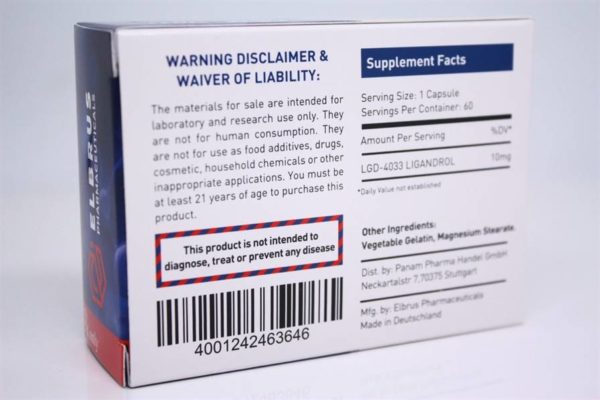 ELBRUS
PHARMACEUTICALS
WARNING DISCLAIMER &
WAIVER OF LIABILITY:
The materials for sale are intended for
laboratory and research use only. They
are not for human consumption. They
are not for use as food additives, drugs,
cosmetic, household chemicals or other
inappropriate applications. You must be
at least 21 years of age to purchase this
product.
This product is not intended to
diagnose, treat or prevent any disease
4001242463646
Supplement Facts
Serving Size: 1 Capsule
Servings Per Container: 60
Amount Per Serving %DV*
LGD-4033 LIGANDROL 10mg
*Daily Value not established
Other Ingredients:
Vegetable Gelatin, Magnesium Stearate.
Dist. by: Panam Pharma Handel GmbH
Neckartalstr 7,70375 Stuttgart
Mfg. by: Elbrus Pharmaceuticals
Made in Deutschland